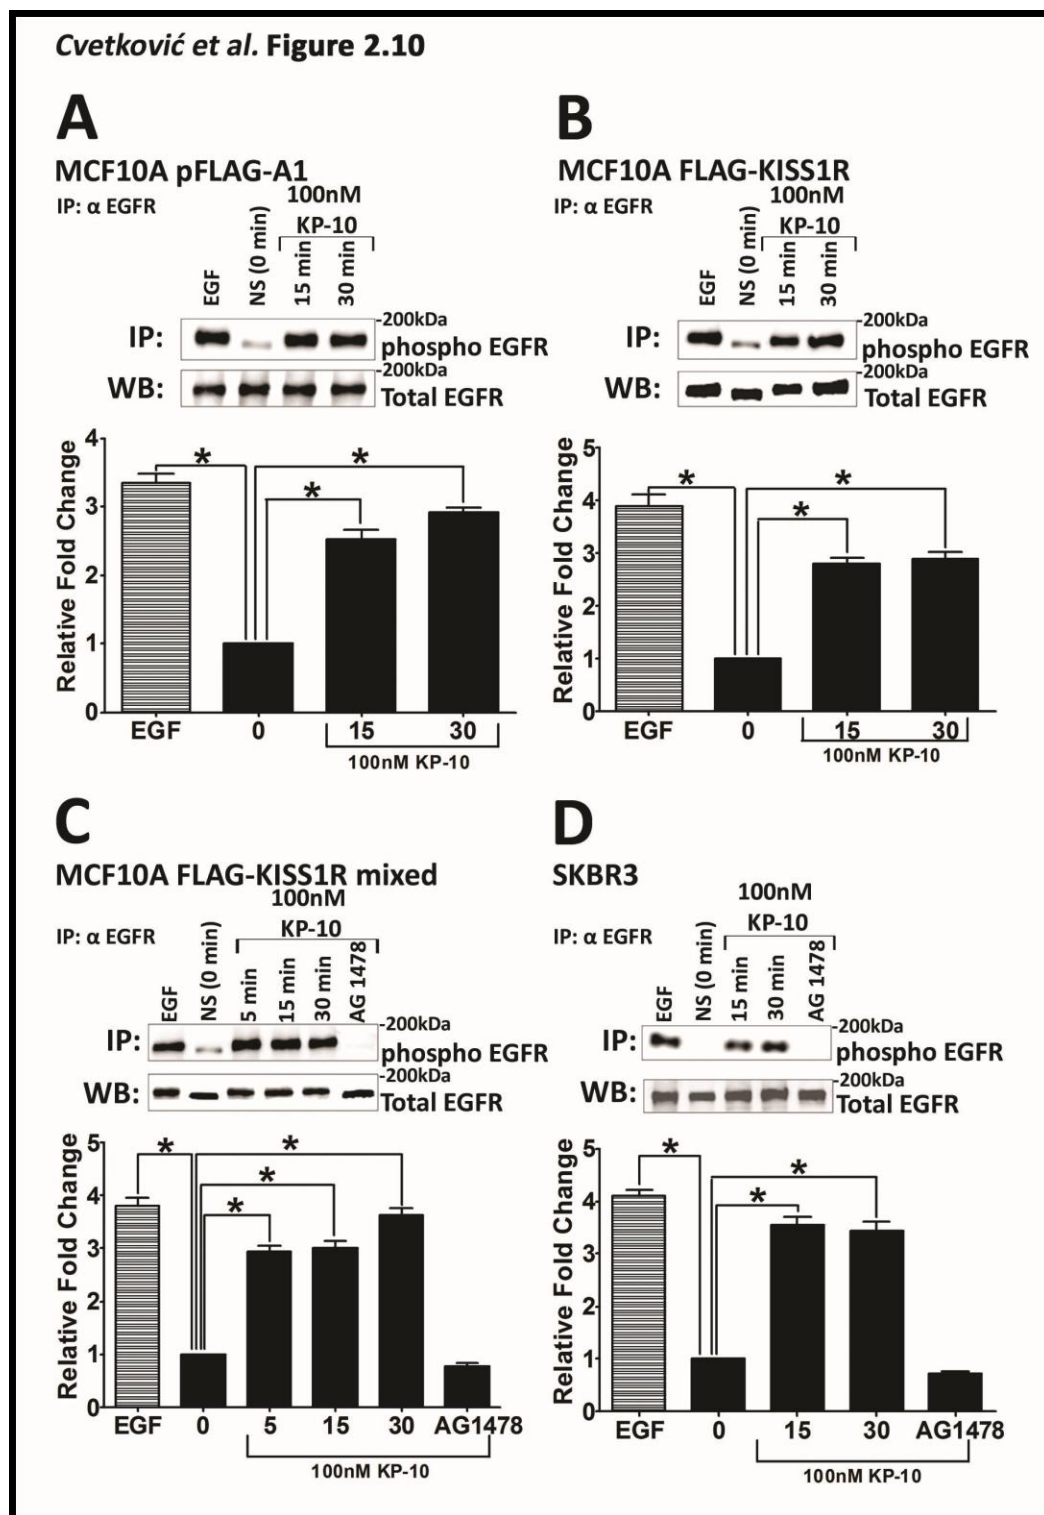 Cvetković et al. Figure 2.10
A
MCF10A pFLAG-A1
IP: α EGFR
EGF
NS (0 min)
100nM
KP-10
15 min
30 min
IP:
-200kDa
phospho EGFR
WB:
-200kDa
Total EGFR
Relative Fold Change
4
3
2
1
0
*
*
*
EGF 0 15 30
100nM KP-10
B
MCF10A FLAG-KISS1R
IP: α EGFR
EGF
NS (0 min)
100nM
KP-10
15 min
30 min
IP:
-200kDa
phospho EGFR
WB:
-200kDa
Total EGFR
Relative Fold Change
5
4
3
2
1
0
*
*
*
EGF 0 15 30
100nM KP-10
C
MCF10A FLAG-KISS1R mixed
IP: α EGFR
EGF
NS (0 min)
100nM
KP-10
5 min
15 min
30 min
AG 1478
IP:
-200kDa
phospho EGFR
WB:
-200kDa
Total EGFR
Relative Fold Change
5
4
3
2
1
0
*
*
*
*
EGF 0 5 15 30 AG1478
100nM KP-10
D
SKBR3
IP: α EGFR
EGF
NS (0 min)
100nM
KP-10
15 min
30 min
AG 1478
IP:
-200kDa
phospho EGFR
WB:
-200kDa
Total EGFR
Relative Fold Change
5
4
3
2
1
0
*
*
*
EGF 0 15 30 AG1478
100nM KP-10